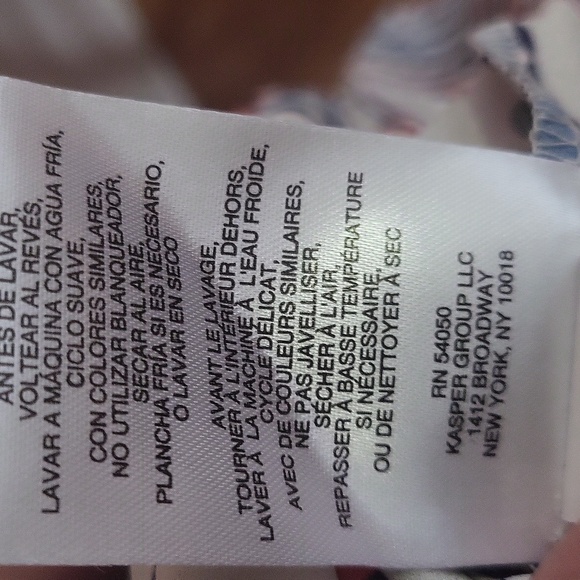 ANTES DE LAVAR,
VOLTEAR AL REVÉS,
LAVAR A MÁQUINA CON AGUA FRÍA,
CICLO SUAVE,
CON COLORES SIMILARES,
NO UTILIZAR BLANQUEADOR,
SECAR AL AIRE,
PLANCHA FRÍA SI ES NECESARIO,
O LAVAR EN SECO
AVANT LE LAVAGE,
TOURNER À L'INTÉRIEUR DEHORS,
LAVER À LA MACHINE À L'EAU FROIDE,
CYCLE DÉLICAT,
AVEC DE COULEURS SIMILAIRES,
NE PAS JAVELLISER,
SÉCHER À L'AIR,
REPASSER À BASSE TEMPÉRATURE
SI NÉCESSAIRE,
OU DE NETTOYER À SEC
RN 54050
KASPER GROUP LLC
1412 BROADWAY
NEW YORK, NY 10018